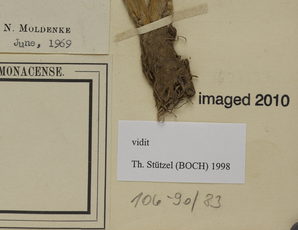 N. MOLDENKE
June, 1969
MONACENSE.
imaged 2010
vidit
Th. Stützel (BOCH) 1998
106-90/83